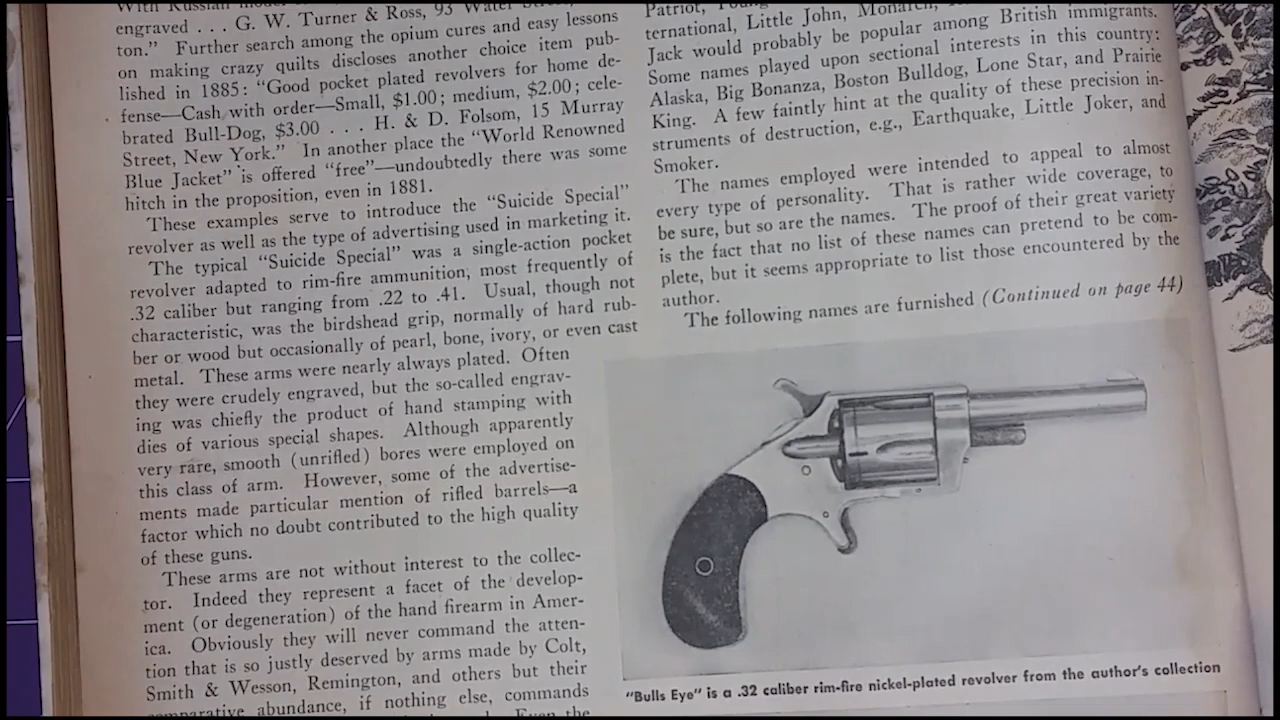 With Russian
engraved . . . G. W. Turner & Ross, 93 Water
ton." Further search among the opium cures and easy lessons
on making crazy quilts discloses another choice item pub-
lished in 1885: "Good pocket plated revolvers for home de-
fense—Cash with order—Small, $1.00; medium, $2.00; cele-
brated Bull-Dog, $3.00 . . . H. & D. Folsom, 15 Murray
Street, New York." In another place the "World Renowned
Blue Jacket" is offered "free"—undoubtedly there was some
hitch in the proposition, even in 1881.
These examples serve to introduce the "Suicide Special"
revolver as well as the type of advertising used in marketing it.
The typical "Suicide Special" was a single-action pocket
revolver adapted to rim-fire ammunition, most frequently of
.32 caliber but ranging from .22 to .41. Usual, though not
characteristic, was the birdshead grip, normally of hard rub-
ber or wood but occasionally of pearl, bone, ivory, or even cast
metal. These arms were nearly always plated. Often
they were crudely engraved, but the so-called engrav-
ing was chiefly the product of hand stamping with
dies of various special shapes. Although apparently
very rare, smooth (unrifled) bores were employed on
this class of arm. However, some of the advertise-
ments made particular mention of rifled barrels—a
factor which no doubt contributed to the high quality
of these guns.
These arms are not without interest to the collec-
tor. Indeed they represent a facet of the develop-
ment (or degeneration) of the hand firearm in Amer-
ica. Obviously they will never command the atten-
tion that is so justly deserved by arms made by Colt,
Smith & Wesson, Remington, and others but their
comparative abundance, if nothing else, commands
Even the
Patriot,
ternational, Little John, Monarch,
Jack would probably be popular among British immigrants.
Some names played upon sectional interests in this country:
Alaska, Big Bonanza, Boston Bulldog, Lone Star, and Prairie
King. A few faintly hint at the quality of these precision in-
struments of destruction, e.g., Earthquake, Little Joker, and
Smoker.
The names employed were intended to appeal to almost
every type of personality. That is rather wide coverage, to
be sure, but so are the names. The proof of their great variety
is the fact that no list of these names can pretend to be com-
plete, but it seems appropriate to list those encountered by the
author.
The following names are furnished (Continued on page 44)
"Bulls Eye" is a .32 caliber rim-fire nickel-plated revolver from the author's collection